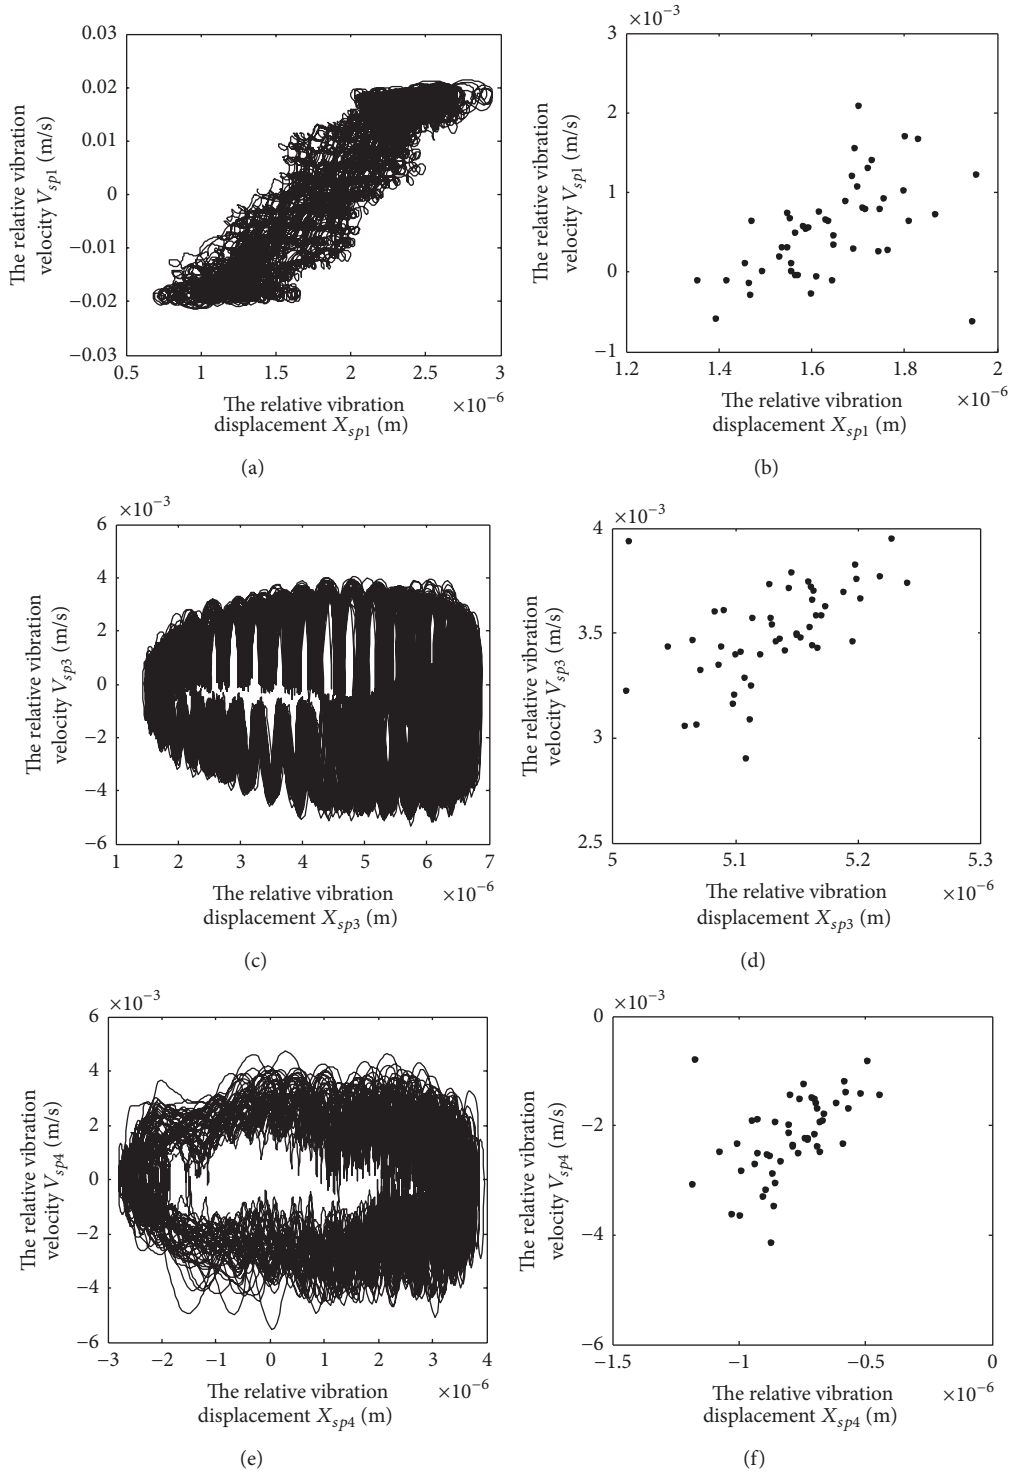 0.03
0.02
0.01
0
−0.01
−0.02
−0.03
The relative vibration
velocity V_sp1 (m/s)
0.5 1 1.5 2 2.5 3
The relative vibration
displacement X_sp1 (m)
×10⁻⁶
(a)
×10⁻³
3
2
1
0
−1
The relative vibration
velocity V_sp1 (m/s)
1.2 1.4 1.6 1.8 2
The relative vibration
displacement X_sp1 (m)
×10⁻⁶
(b)
×10⁻³
6
4
2
0
−2
−4
−6
The relative vibration
velocity V_sp3 (m/s)
1 2 3 4 5 6 7
The relative vibration
displacement X_sp3 (m)
×10⁻⁶
(c)
×10⁻³
4
3.5
3
2.5
The relative vibration
velocity V_sp3 (m/s)
5 5.1 5.2 5.3
The relative vibration
displacement X_sp3 (m)
×10⁻⁶
(d)
×10⁻³
6
4
2
0
−2
−4
−6
The relative vibration
velocity V_sp4 (m/s)
−3 −2 −1 0 1 2 3 4
The relative vibration
displacement X_sp4 (m)
×10⁻⁶
(e)
×10⁻³
0
−2
−4
−6
The relative vibration
velocity V_sp4 (m/s)
−1.5 −1 −0.5 0
The relative vibration
displacement X_sp4 (m)
×10⁻⁶
(f)